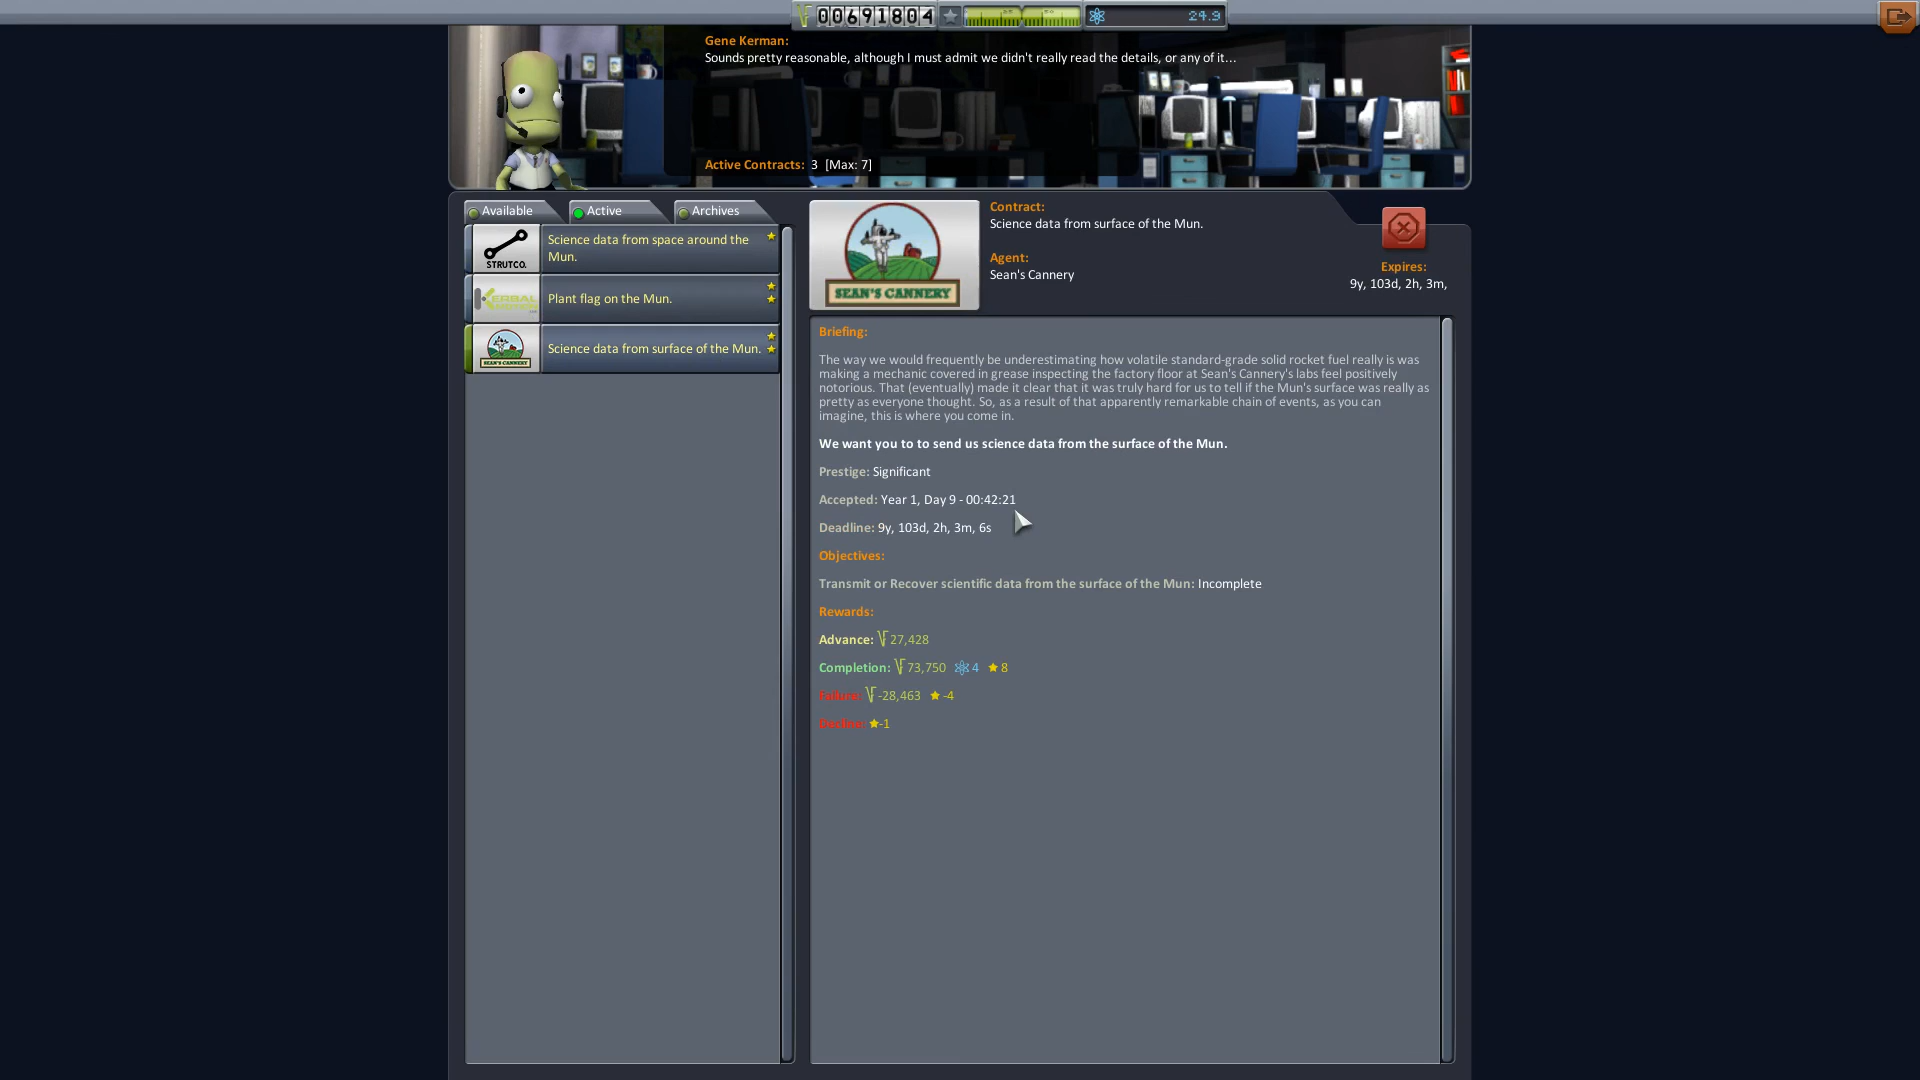 00691804
24.9
Gene Kerman:
Sounds pretty reasonable, although I must admit we didn't really read the details, or any of it...
Active Contracts: 3 [Max: 7]
Available
Active
Archives
STRUTCO.
Science data from space around the
Mun.
KERBAL
Plant flag on the Mun.
Science data from surface of the Mun.
SEAN'S CANNERY
Contract:
Science data from surface of the Mun.
Agent:
Sean's Cannery
Expires:
9y, 103d, 2h, 3m,
Briefing:
The way we would frequently be underestimating how volatile standard-grade solid rocket fuel really is was
making a mechanic covered in grease inspecting the factory floor at Sean's Cannery's labs feel positively
notorious. That (eventually) made it clear that it was truly hard for us to tell if the Mun's surface was really as
pretty as everyone thought. So, as a result of that apparently remarkable chain of events, as you can
imagine, this is where you come in.
We want you to to send us science data from the surface of the Mun.
Prestige: Significant
Accepted: Year 1, Day 9 - 00:42:21
Deadline: 9y, 103d, 2h, 3m, 6s
Objectives:
Transmit or Recover scientific data from the surface of the Mun: Incomplete
Rewards:
Advance: 27,428
Completion: 73,750 4 8
Failure: -28,463 -4
Decline: -1